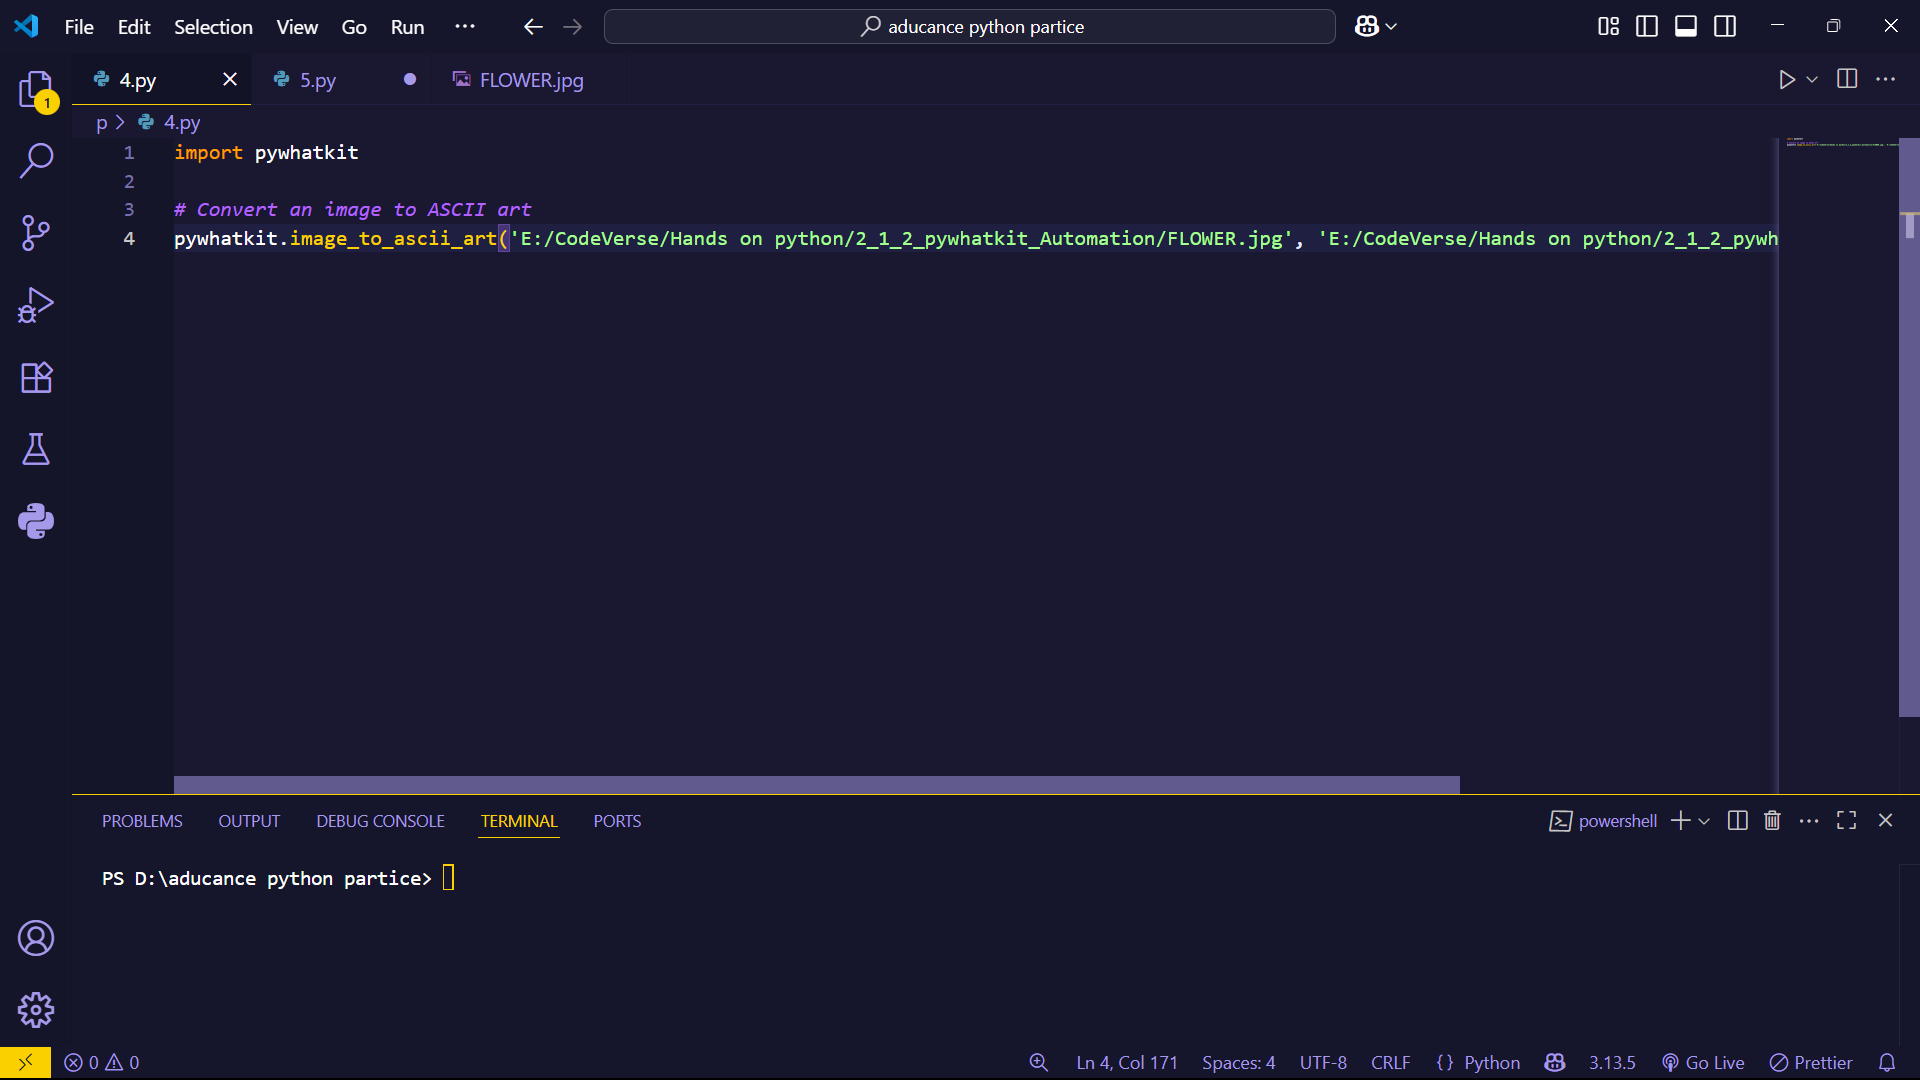 File Edit Selection View Go Run ··· aducance python partice
4.py 5.py FLOWER.jpg
1
p > 4.py
1 import pywhatkit
2
3 # Convert an image to ASCII art
4 pywhatkit.image_to_ascii_art('E:/CodeVerse/Hands on python/2_1_2_pywhatkit_Automation/FLOWER.jpg', 'E:/CodeVerse/Hands on python/2_1_2_pywh
PROBLEMS OUTPUT DEBUG CONSOLE TERMINAL PORTS powershell
PS D:\aducance python partice>
0 0 Ln 4, Col 171 Spaces: 4 UTF-8 CRLF {} Python 3.13.5 Go Live Prettier